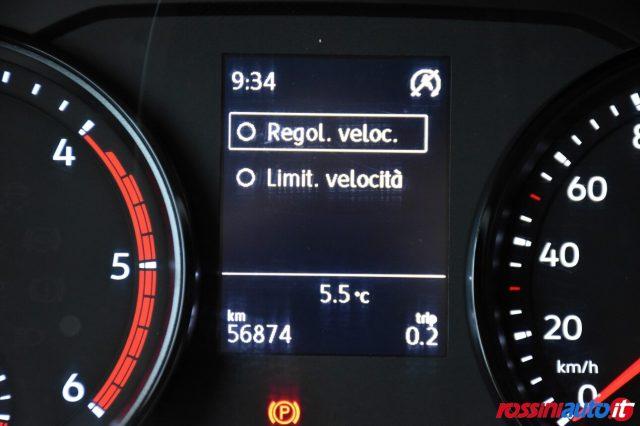 9:34
Regol. veloc.
Limit. velocità
5.5 °C
km
trip
56874
0.2
4
5
6
8
60
40
20
km/h
0
P
ROSSINIAUTO.IT